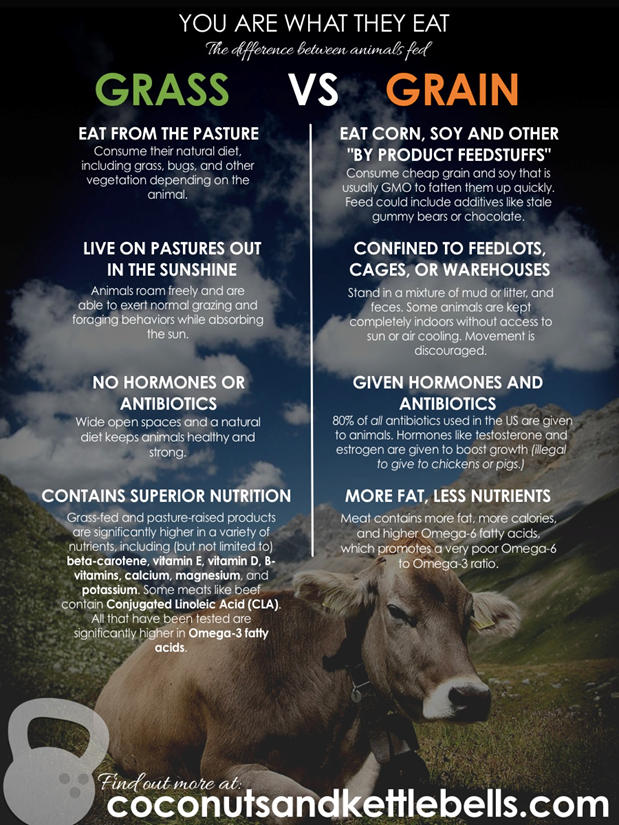 YOU ARE WHAT THEY EAT
The difference between animals fed
GRASS VS GRAIN
EAT FROM THE PASTURE
Consume their natural diet,
including grass, bugs, and other
vegetation depending on the
animal.
EAT CORN, SOY AND OTHER
"BY PRODUCT FEEDSTUFFS"
Consume cheap grain and soy that is
usually GMO to fatten them up quickly.
Feed could include additives like stale
gummy bears or chocolate.
LIVE ON PASTURES OUT
IN THE SUNSHINE
Animals roam freely and are
able to exert normal grazing and
foraging behaviors while absorbing
the sun.
CONFINED TO FEEDLOTS,
CAGES, OR WAREHOUSES
Stand in a mixture of mud or litter, and
feces. Some animals are kept
completely indoors without access to
sun or air cooling. Movement is
discouraged.
NO HORMONES OR
ANTIBIOTICS
Wide open spaces and a natural
diet keeps animals healthy and
strong.
GIVEN HORMONES AND
ANTIBIOTICS
80% of all antibiotics used in the US are given
to animals. Hormones like testosterone and
estrogen are given to boost growth (illegal
to give to chickens or pigs.)
CONTAINS SUPERIOR NUTRITION
Grass-fed and pasture-raised products
are significantly higher in a variety of
nutrients, including (but not limited to)
beta-carotene, vitamin E, vitamin D, B-
vitamins, calcium, magnesium, and
potassium. Some meats like beef
contain Conjugated Linoleic Acid (CLA).
All that have been tested are
significantly higher in Omega-3 fatty
acids.
MORE FAT, LESS NUTRIENTS
Meat contains more fat, more calories,
and higher Omega-6 fatty acids,
which promotes a very poor Omega-6
to Omega-3 ratio.
Find out more at:
coconutsandkettlebells.com